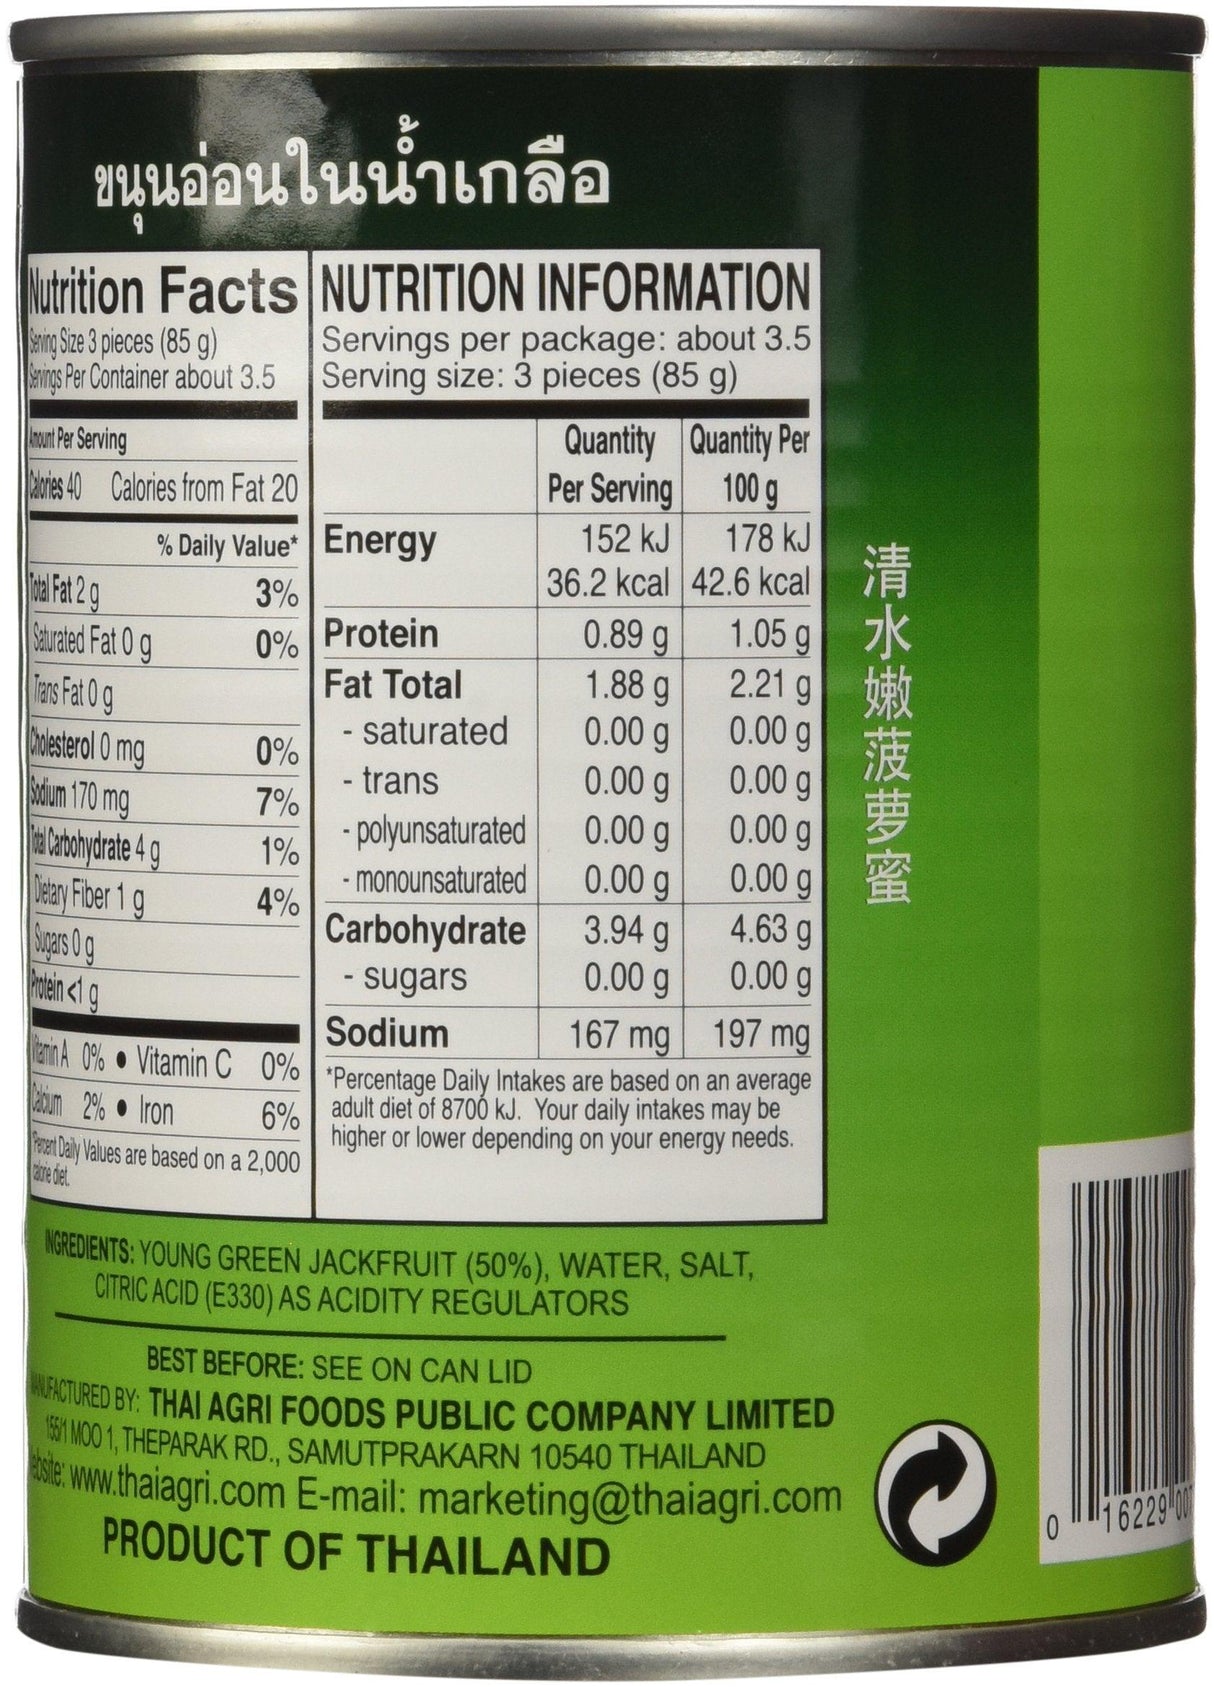 ขนุนอ่อนในน้ำเกลือ
Nutrition Facts
Serving Size 3 pieces (85 g)
Servings Per Container about 3.5
Amount Per Serving
Calories 40 Calories from Fat 20
% Daily Value*
Total Fat 2 g 3%
Saturated Fat 0 g 0%
Trans Fat 0 g
Cholesterol 0 mg 0%
Sodium 170 mg 7%
Total Carbohydrate 4 g 1%
Dietary Fiber 1 g 4%
Sugars 0 g
Protein <1 g
Vitamin A 0% • Vitamin C 0%
Calcium 2% • Iron 6%
*Percent Daily Values are based on a 2,000
calorie diet.
NUTRITION INFORMATION
Servings per package: about 3.5
Serving size: 3 pieces (85 g)
Quantity Per Serving Quantity Per 100 g
Energy 152 kJ 178 kJ
36.2 kcal 42.6 kcal
Protein 0.89 g 1.05 g
Fat Total 1.88 g 2.21 g
- saturated 0.00 g 0.00 g
- trans 0.00 g 0.00 g
- polyunsaturated 0.00 g 0.00 g
- monounsaturated 0.00 g 0.00 g
Carbohydrate 3.94 g 4.63 g
- sugars 0.00 g 0.00 g
Sodium 167 mg 197 mg
*Percentage Daily Intakes are based on an average
adult diet of 8700 kJ. Your daily intakes may be
higher or lower depending on your energy needs.
清水嫩菠萝蜜
INGREDIENTS: YOUNG GREEN JACKFRUIT (50%), WATER, SALT,
CITRIC ACID (E330) AS ACIDITY REGULATORS
BEST BEFORE: SEE ON CAN LID
MANUFACTURED BY: THAI AGRI FOODS PUBLIC COMPANY LIMITED
155/1 MOO 1, THEPARAK RD., SAMUTPRAKARN 10540 THAILAND
Website: www.thaiagri.com E-mail: marketing@thaiagri.com
PRODUCT OF THAILAND
0 16229 00